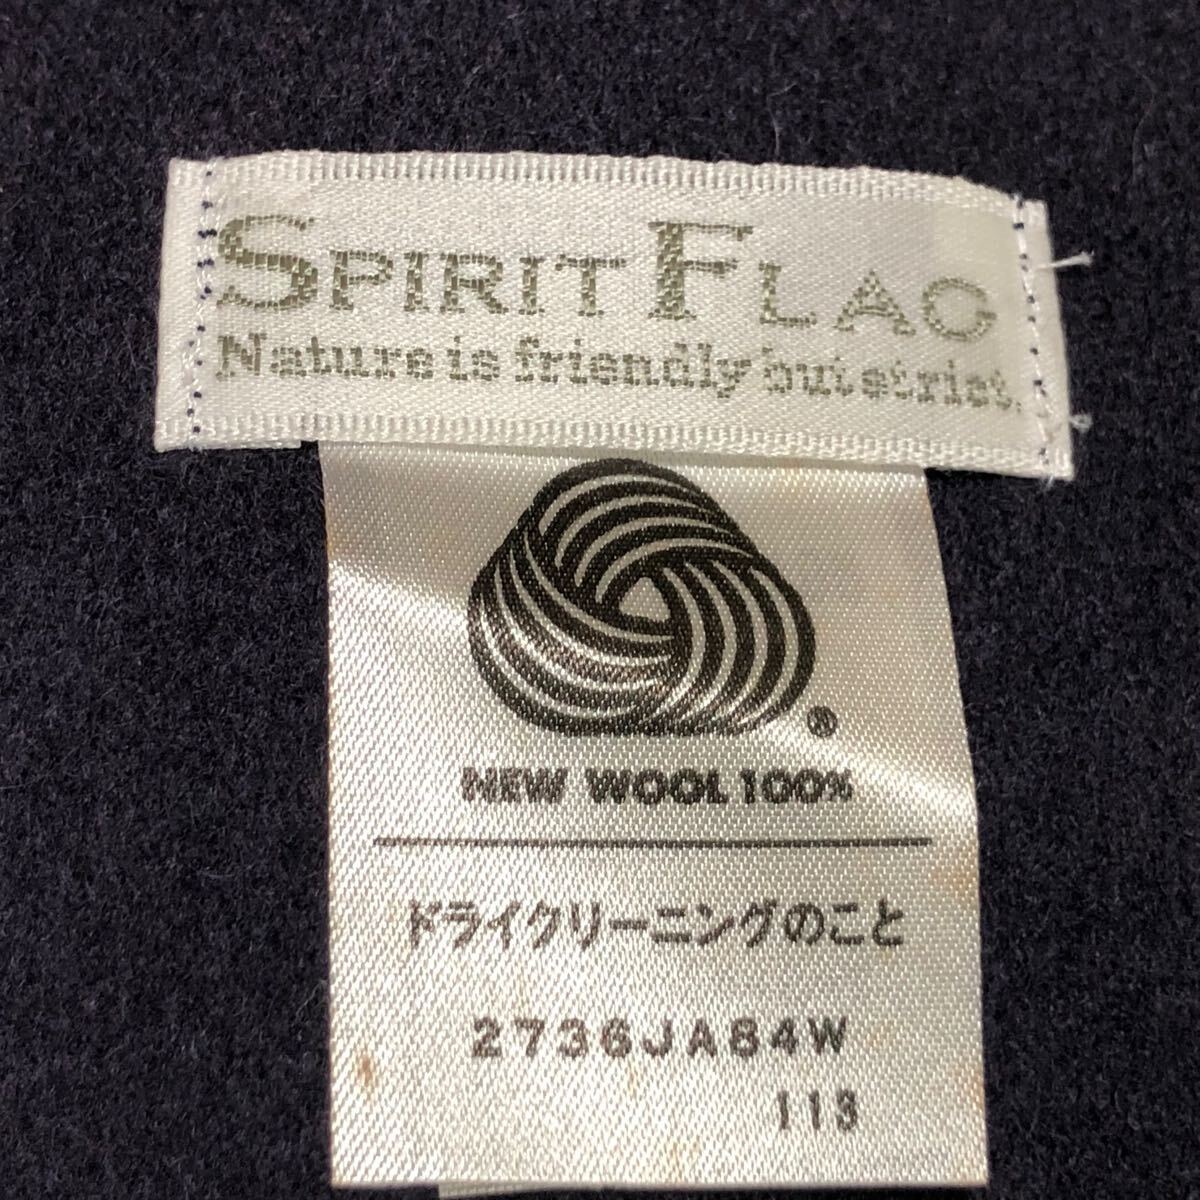 SPIRIT FLAG
Nature is friendly but strict.
®
NEW WOOL 100%
ドライクリーニングのこと
2736JA84W
113